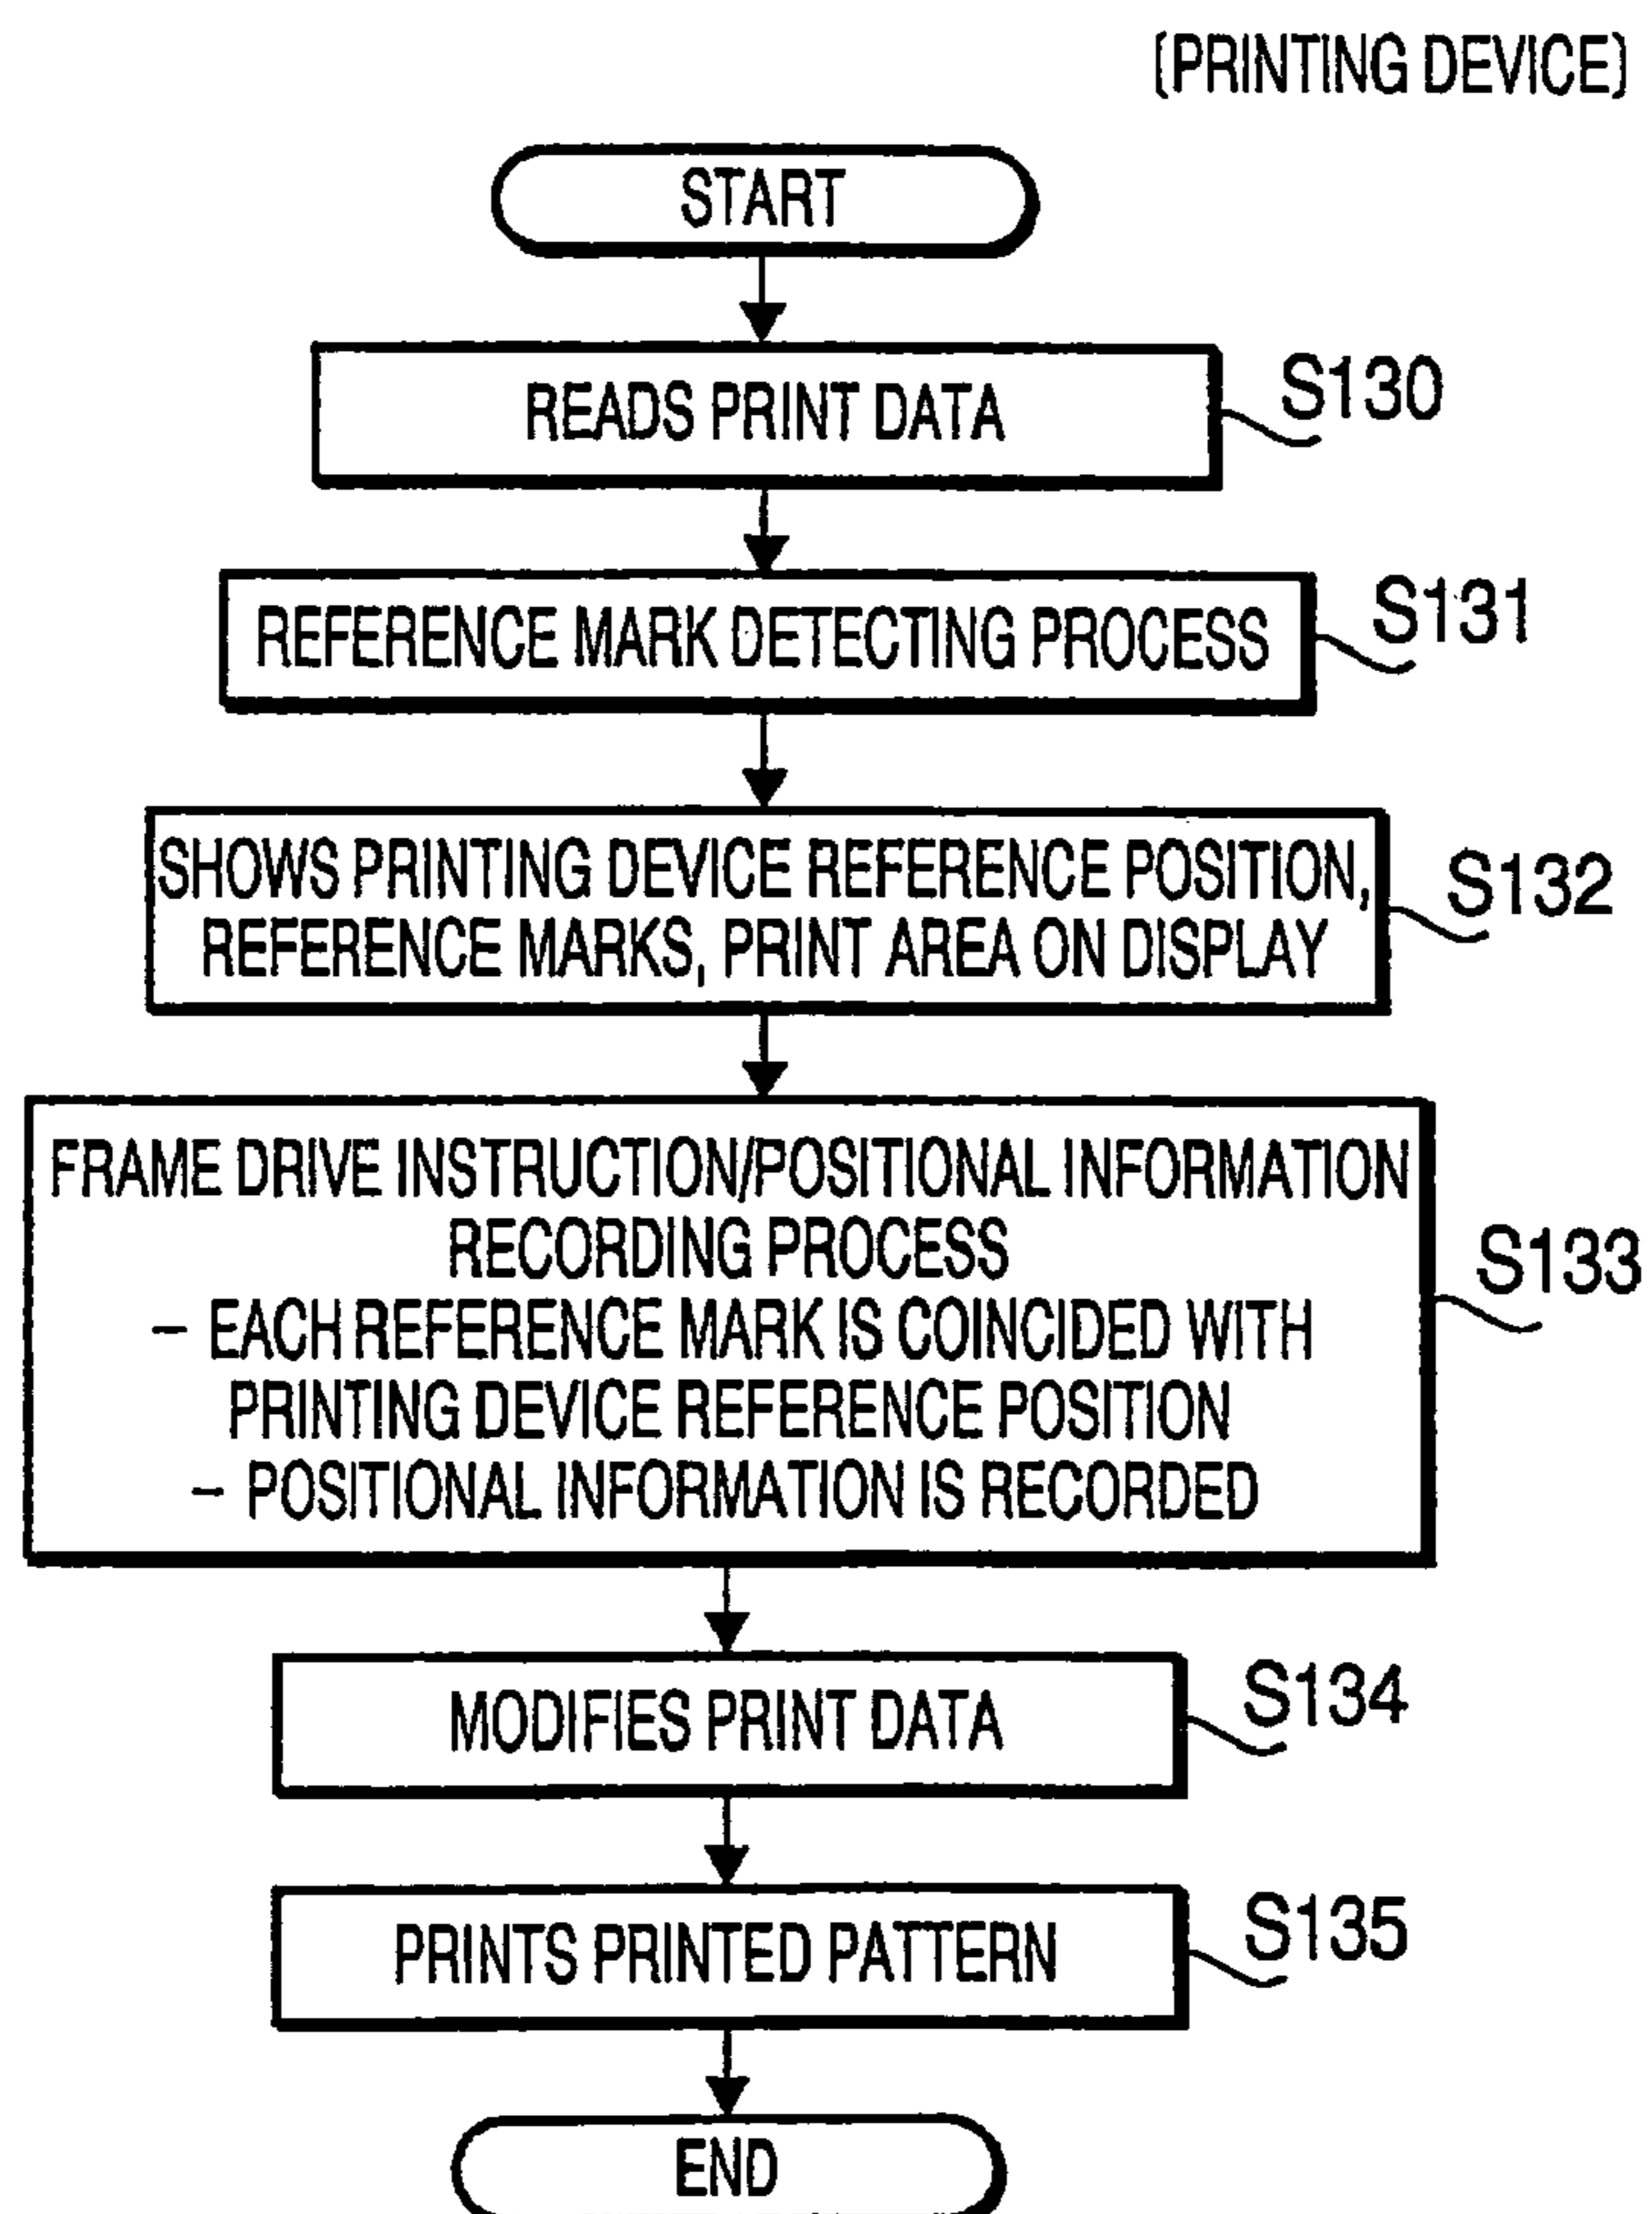 [PRINTING DEVICE]
START
READS PRINT DATA
S130
REFERENCE MARK DETECTING PROCESS
S131
SHOWS PRINTING DEVICE REFERENCE POSITION,
REFERENCE MARKS, PRINT AREA ON DISPLAY
S132
FRAME DRIVE INSTRUCTION/POSITIONAL INFORMATION
RECORDING PROCESS
– EACH REFERENCE MARK IS COINCIDED WITH
PRINTING DEVICE REFERENCE POSITION
– POSITIONAL INFORMATION IS RECORDED
S133
MODIFIES PRINT DATA
S134
PRINTS PRINTED PATTERN
S135
END